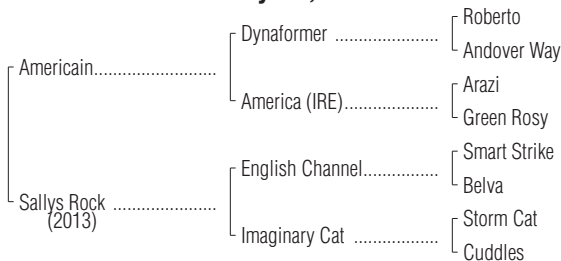 Roberto
Dynaformer ....................
Andover Way
Americain.........................
Arazi
America (IRE)...................
Green Rosy
Smart Strike
English Channel...............
Belva
Sallys Rock .....................
(2013)
Storm Cat
Imaginary Cat .................
Cuddles